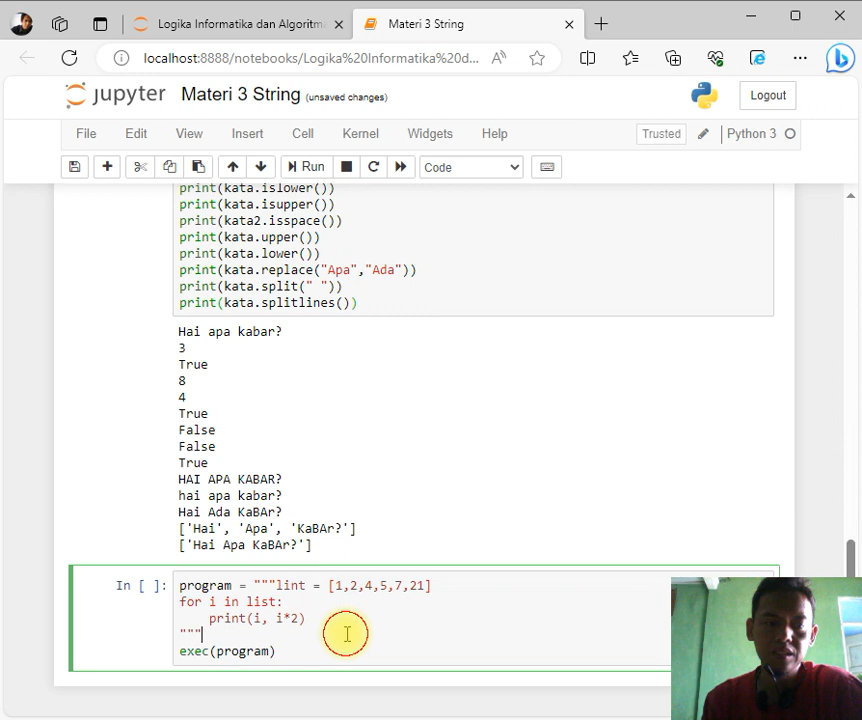 Logika Informatika dan Algoritma
Materi 3 String
localhost:8888/notebooks/Logika%20Informatika%20d...
jupyter Materi 3 String (unsaved changes)
Logout
File Edit View Insert Cell Kernel Widgets Help
Trusted Python 3
Run Code
print(kata.islower())
print(kata.isupper())
print(kata2.isspace())
print(kata.upper())
print(kata.lower())
print(kata.replace("Apa","Ada"))
print(kata.split(" "))
print(kata.splitlines())
Hai apa kabar?
3
True
8
4
True
False
False
True
HAI APA KABAR?
hai apa kabar?
Hai Ada KaBAr?
['Hai', 'Apa', 'KaBAr?']
['Hai Apa KaBAr?']
In [ ]: program = """lint = [1,2,4,5,7,21]
for i in list:
    print(i, i*2)
"""
exec(program)